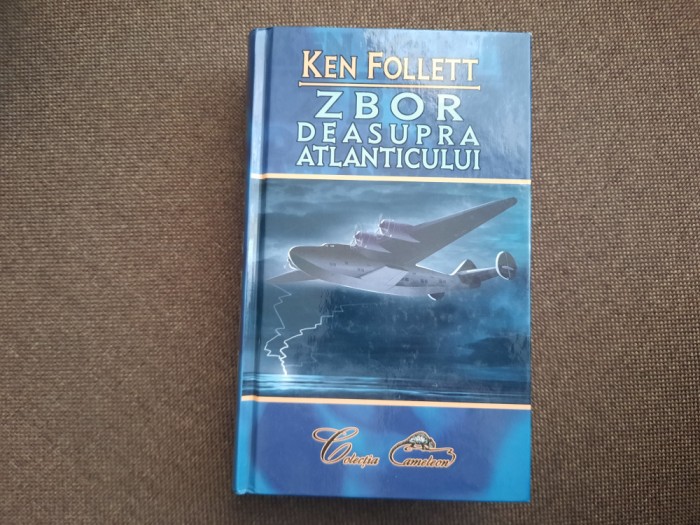 KEN FOLLETT
ZBOR
DEASUPRA
ATLANTICULUI
Colecția Cameleon